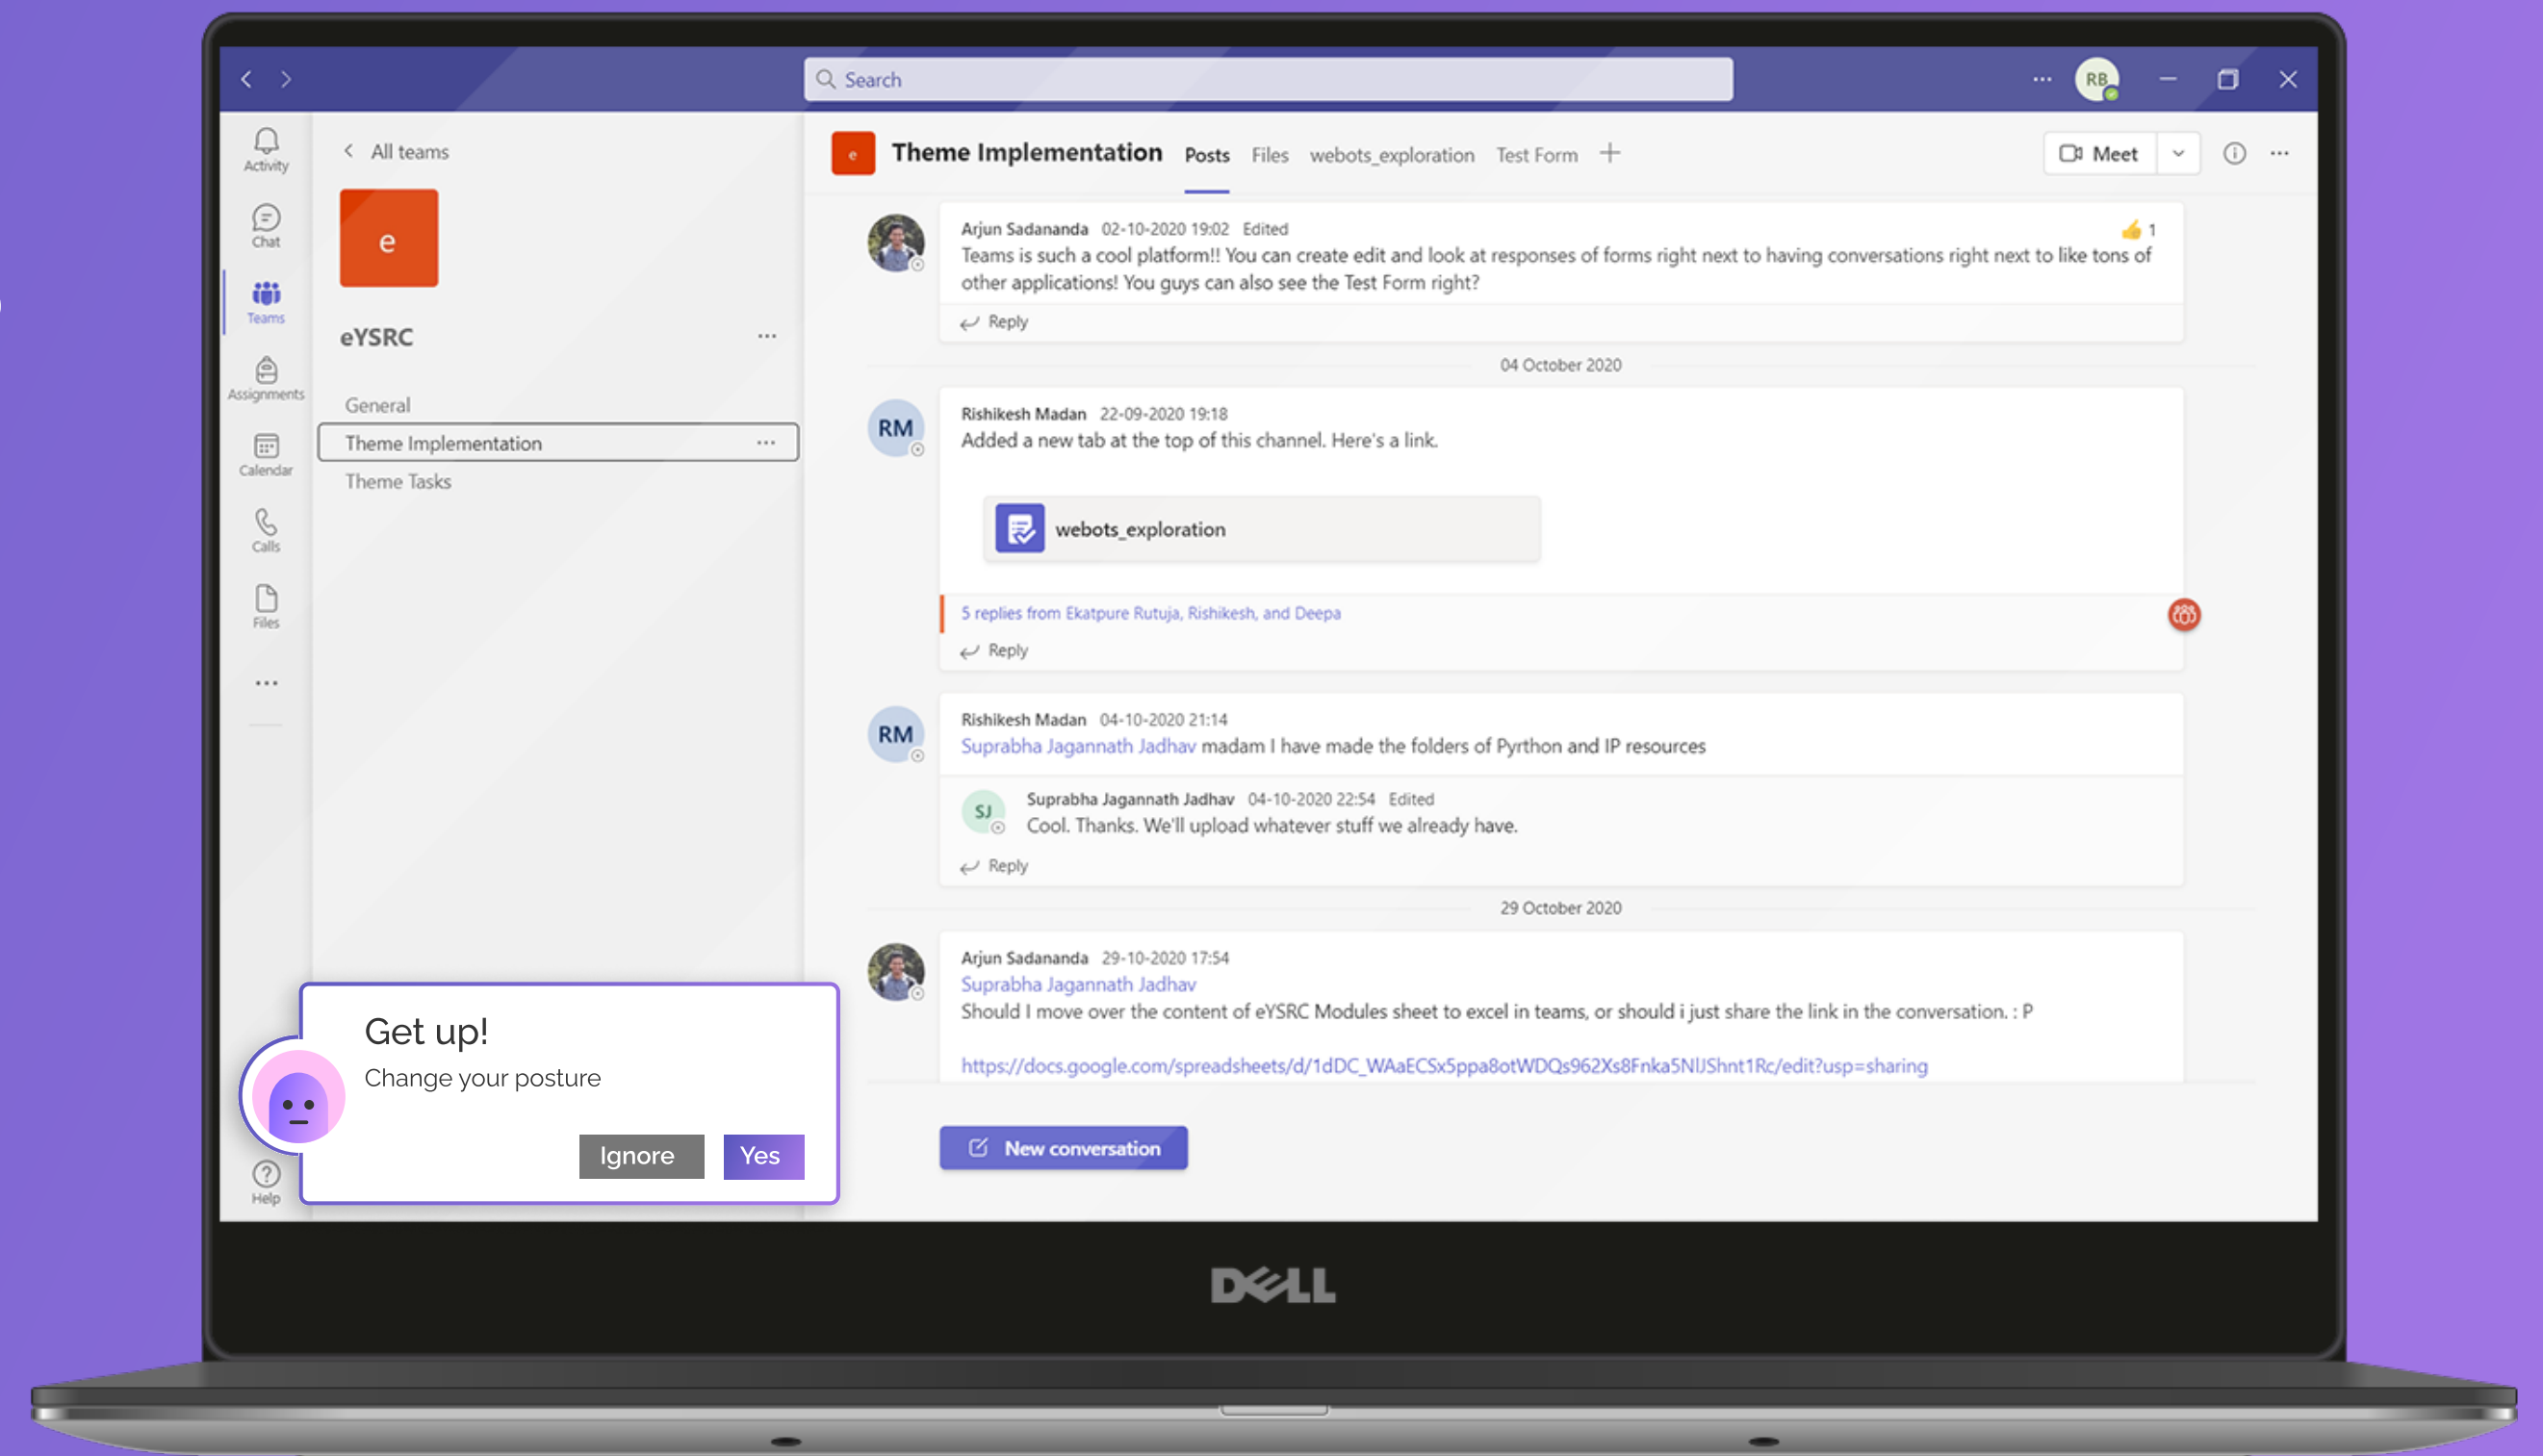 Search
RB
Activity
Chat
Teams
Assignments
Calendar
Calls
Files
Help
All teams
e
eYSRC
General
Theme Implementation
Theme Tasks
e
Theme Implementation Posts Files webots_exploration Test Form
Meet
Arjun Sadananda 02-10-2020 19:02 Edited
1
Teams is such a cool platform!! You can create edit and look at responses of forms right next to having conversations right next to like tons of
other applications! You guys can also see the Test Form right?
Reply
04 October 2020
RM
Rishikesh Madan 22-09-2020 19:18
Added a new tab at the top of this channel. Here's a link.
webots_exploration
5 replies from Ekatpure Rutuja, Rishikesh, and Deepa
Reply
RM
Rishikesh Madan 04-10-2020 21:14
Suprabha Jagannath Jadhav madam I have made the folders of Pyrthon and IP resources
SJ
Suprabha Jagannath Jadhav 04-10-2020 22:54 Edited
Cool. Thanks. We'll upload whatever stuff we already have.
Reply
29 October 2020
Arjun Sadananda 29-10-2020 17:54
Suprabha Jagannath Jadhav
Should I move over the content of eYSRC Modules sheet to excel in teams, or should i just share the link in the conversation. : P
https://docs.google.com/spreadsheets/d/1dDC_WAaECSx5ppa8otWDQs962Xs8Fnka5NlJShnt1Rc/edit?usp=sharing
New conversation
Get up!
Change your posture
Ignore
Yes
DELL